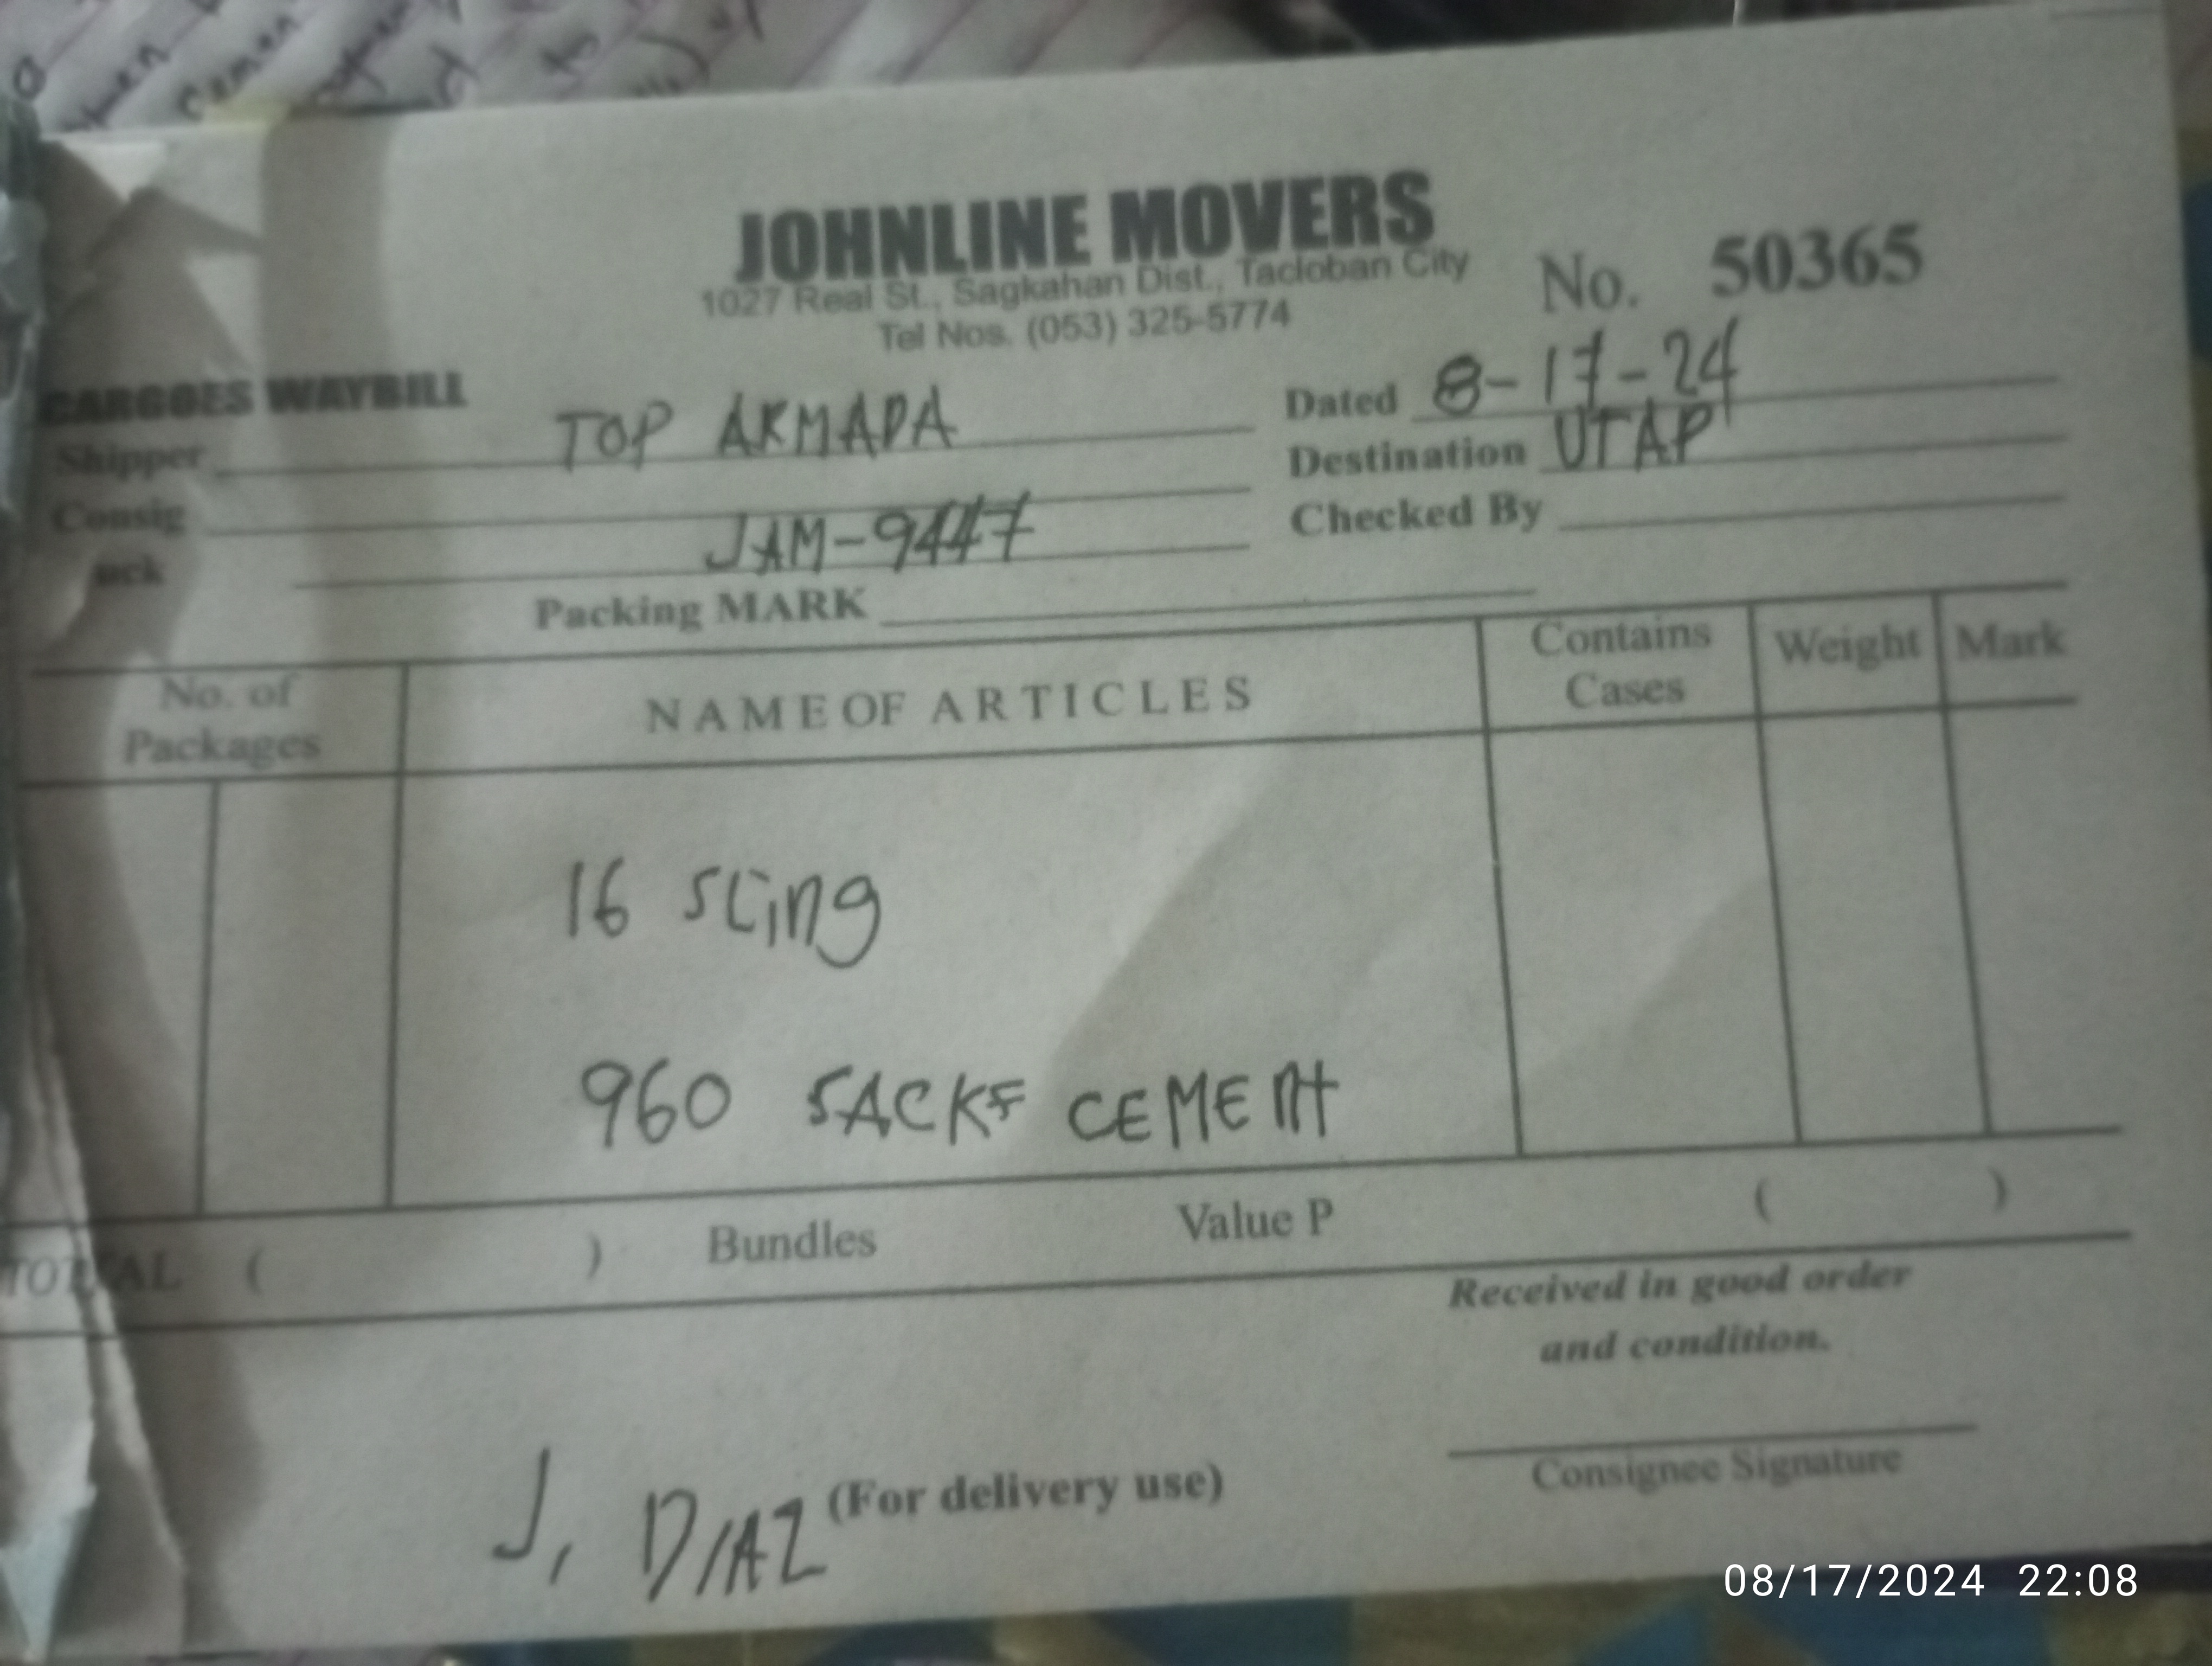 JOHNLINE MOVERS
1027 Real St., Sagkahan Dist., Tacloban City
Tel Nos. (053) 325-5774
No. 50365
CARGOES WAYBILL
Shipper TOP ARMADA
Dated 8-17-24
Destination UTAP
Consig
Checked By
uck JAM-9447
Packing MARK
No. of Packages
NAME OF ARTICLES
Contains Cases
Weight
Mark
16 Sling
960 SACKS CEMENT
TOTAL ( ) Bundles Value P ( )
Received in good order
and condition.
J. DIAZ (For delivery use)
Consignee Signature
08/17/2024 22:08